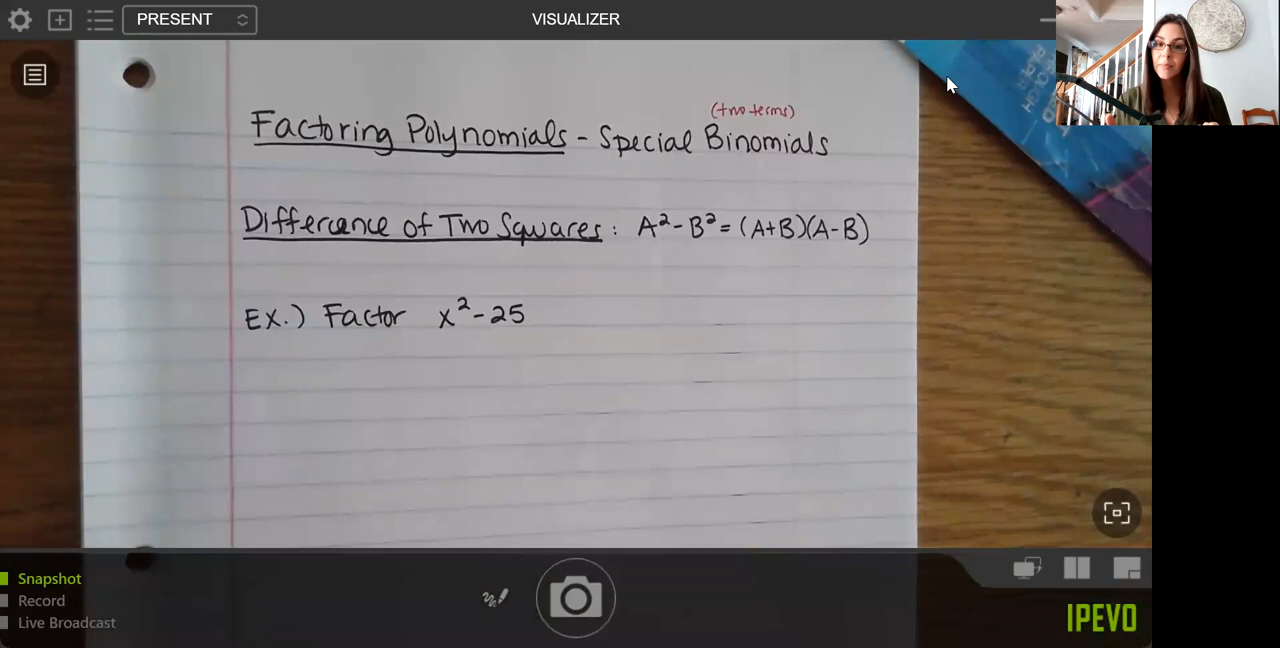 PRESENT
VISUALIZER
(two terms)
Factoring Polynomials - Special Binomials
Difference of Two Squares: A²-B² = (A+B)(A-B)
EX.) Factor x²-25
Snapshot
Record
Live Broadcast
IPEVO